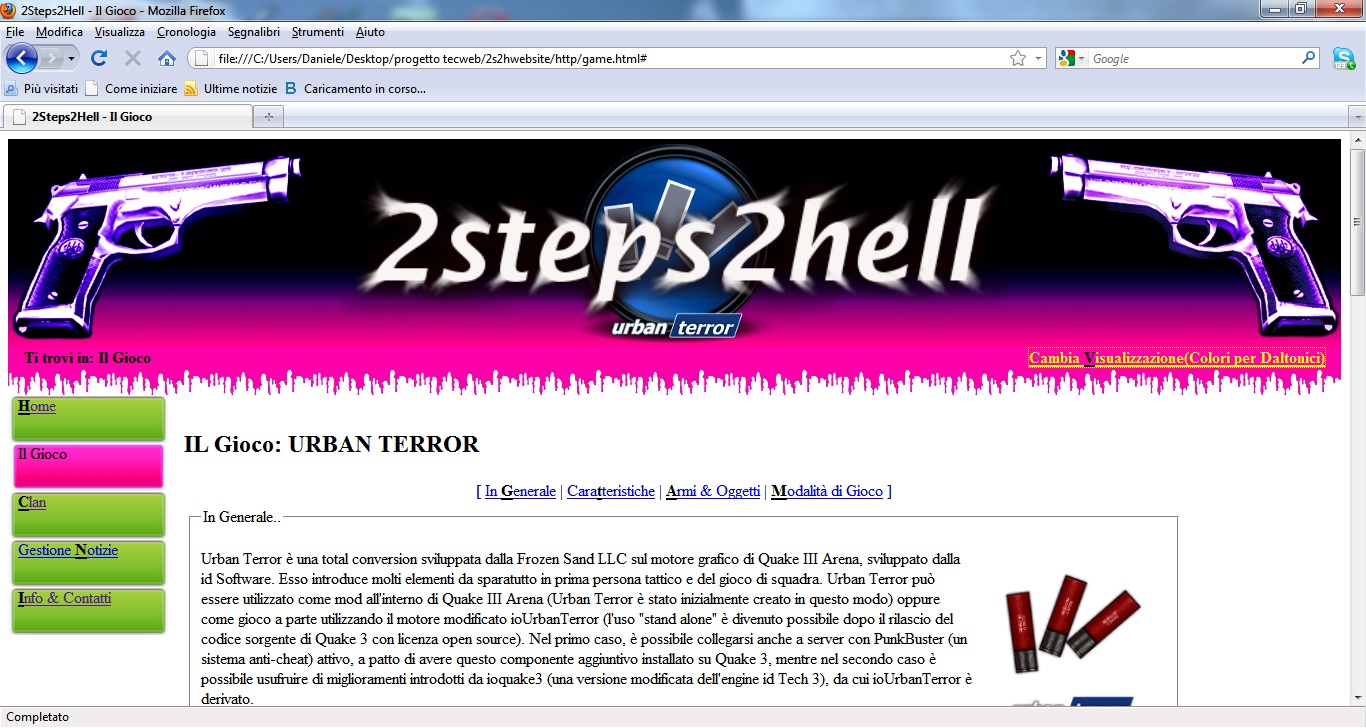 2Steps2Hell - Il Gioco - Mozilla Firefox
File Modifica Visualizza Cronologia Segnalibri Strumenti Aiuto
file:///C:/Users/Daniele/Desktop/progetto tecweb/2s2hwebsite/http/game.html#
Google
Più visitati Come iniziare Ultime notizie Caricamento in corso...
2Steps2Hell - Il Gioco
2steps2hell
urban terror
Ti trovi in: Il Gioco
Cambia Visualizzazione(Colori per Daltonici)
Home
Il Gioco
Clan
Gestione Notizie
Info & Contatti
IL Gioco: URBAN TERROR
[ In Generale | Caratteristiche | Armi & Oggetti | Modalità di Gioco ]
In Generale..
Urban Terror è una total conversion sviluppata dalla Frozen Sand LLC sul motore grafico di Quake III Arena, sviluppato dalla
id Software. Esso introduce molti elementi da sparatutto in prima persona tattico e del gioco di squadra. Urban Terror può
essere utilizzato come mod all'interno di Quake III Arena (Urban Terror è stato inizialmente creato in questo modo) oppure
come gioco a parte utilizzando il motore modificato ioUrbanTerror (l'uso "stand alone" è divenuto possibile dopo il rilascio del
codice sorgente di Quake 3 con licenza open source). Nel primo caso, è possibile collegarsi anche a server con PunkBuster (un
sistema anti-cheat) attivo, a patto di avere questo componente aggiuntivo installato su Quake 3, mentre nel secondo caso è
possibile usufruire di miglioramenti introdotti da ioquake3 (una versione modificata dell'engine id Tech 3), da cui ioUrbanTerror è
derivato.
Completato